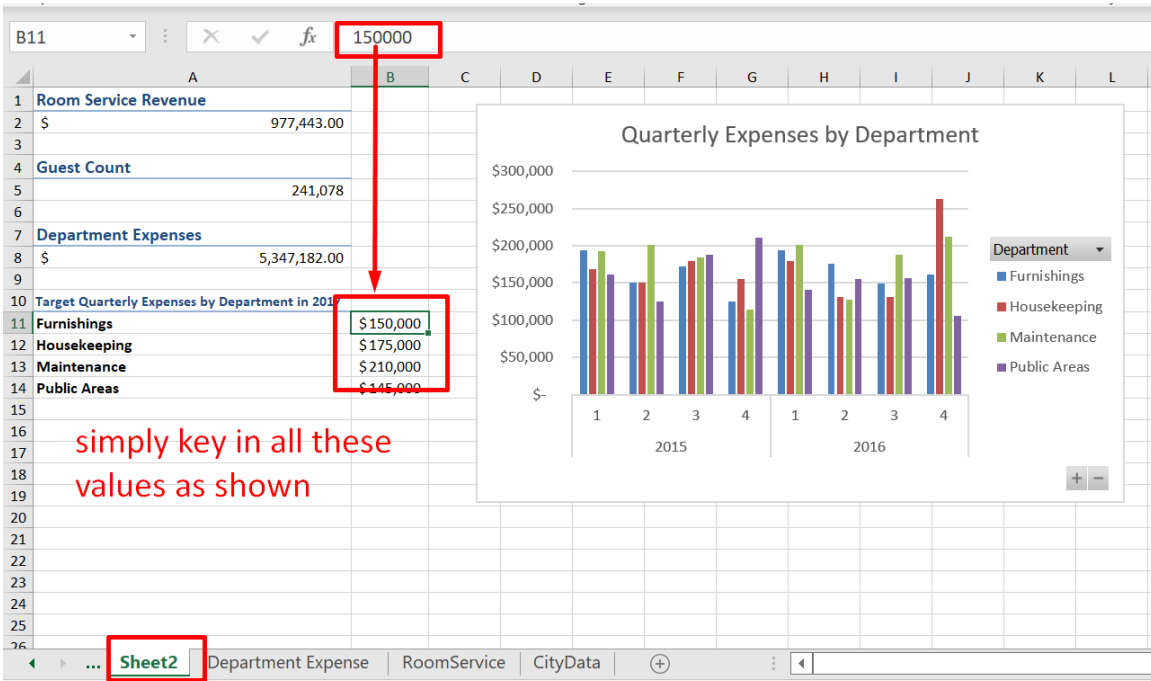 B11 fx 150000
A B C D E F G H I J K L
1 Room Service Revenue
2 $ 977,443.00
3
4 Guest Count
5 241,078
6
7 Department Expenses
8 $ 5,347,182.00
9
10 Target Quarterly Expenses by Department in 2017
11 Furnishings $150,000
12 Housekeeping $175,000
13 Maintenance $210,000
14 Public Areas $145,000
15
16
17
18
19
20
21
22
23
24
25
26
simply key in all these
values as shown
Quarterly Expenses by Department
$300,000
$250,000
$200,000
$150,000
$100,000
$50,000
$-
1 2 3 4 1 2 3 4
2015 2016
Department
Furnishings
Housekeeping
Maintenance
Public Areas
+ -
... Sheet2 Department Expense RoomService CityData